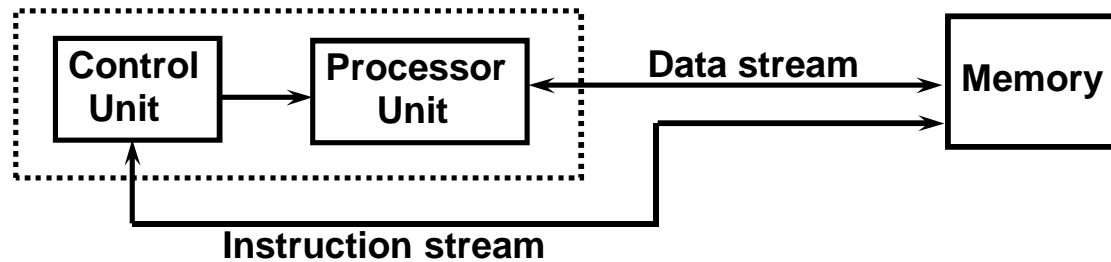 Control
Unit
Processor
Unit
Data stream
Memory
Instruction stream